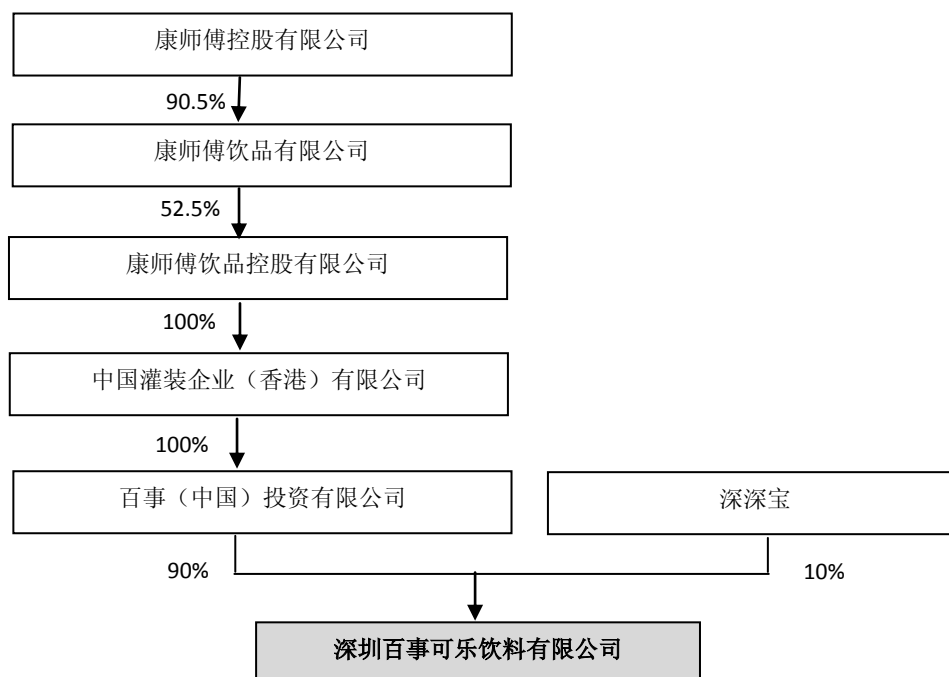 康师傅控股有限公司
90.5%
康师傅饮品有限公司
52.5%
康师傅饮品控股有限公司
100%
中国灌装企业（香港）有限公司
100%
百事（中国）投资有限公司
深深宝
90%
10%
深圳百事可乐饮料有限公司